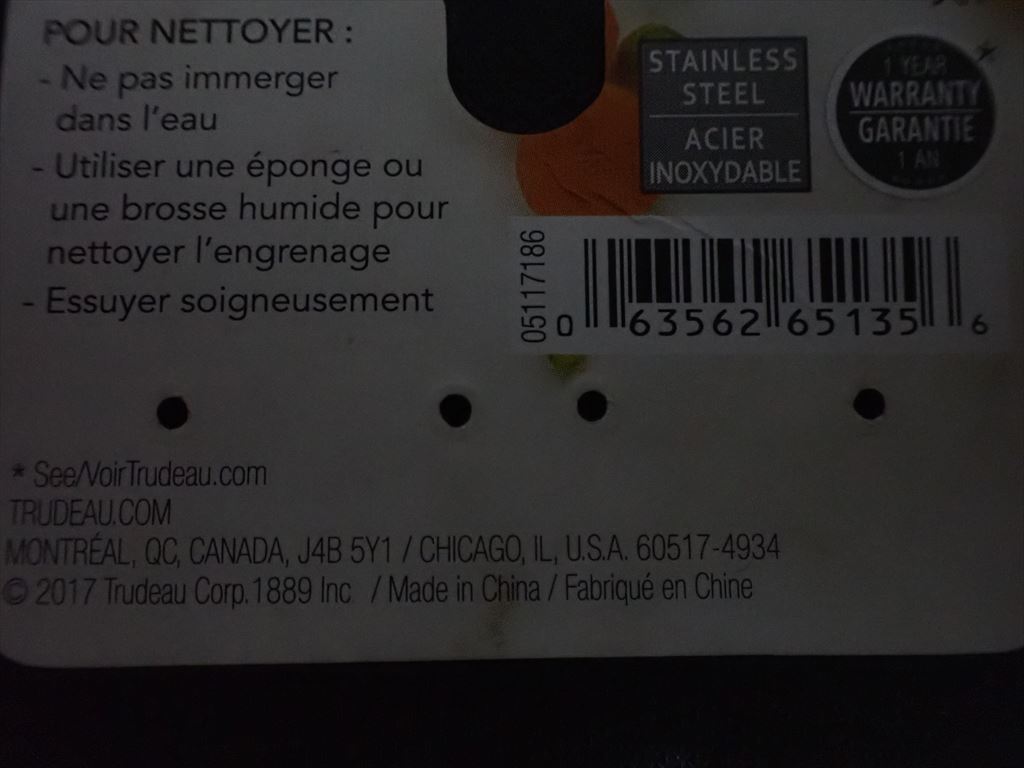 POUR NETTOYER :
- Ne pas immerger
dans l'eau
- Utiliser une éponge ou
une brosse humide pour
nettoyer l'engrenage
- Essuyer soigneusement
STAINLESS
STEEL
ACIER
INOXYDABLE
1 YEAR
WARRANTY
GARANTIE
1 AN
05117186
0 63562 65135 6
* See/VoirTrudeau.com
TRUDEAU.COM
MONTRÉAL, QC, CANADA, J4B 5Y1 / CHICAGO, IL, U.S.A. 60517-4934
© 2017 Trudeau Corp.1889 Inc. / Made in China / Fabriqué en Chine